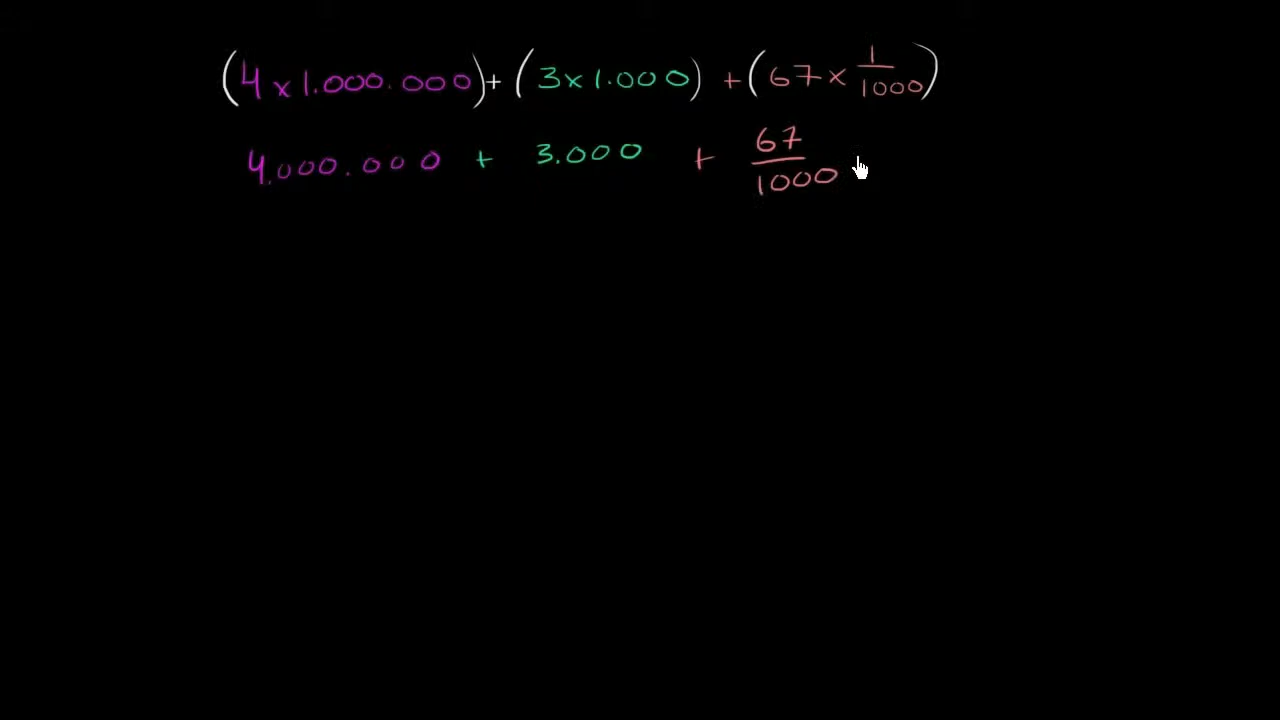 (4 x 1.000.000) + (3 x 1.000) + (67 x 1/1000)
4.000.000 + 3.000 + 67/1000